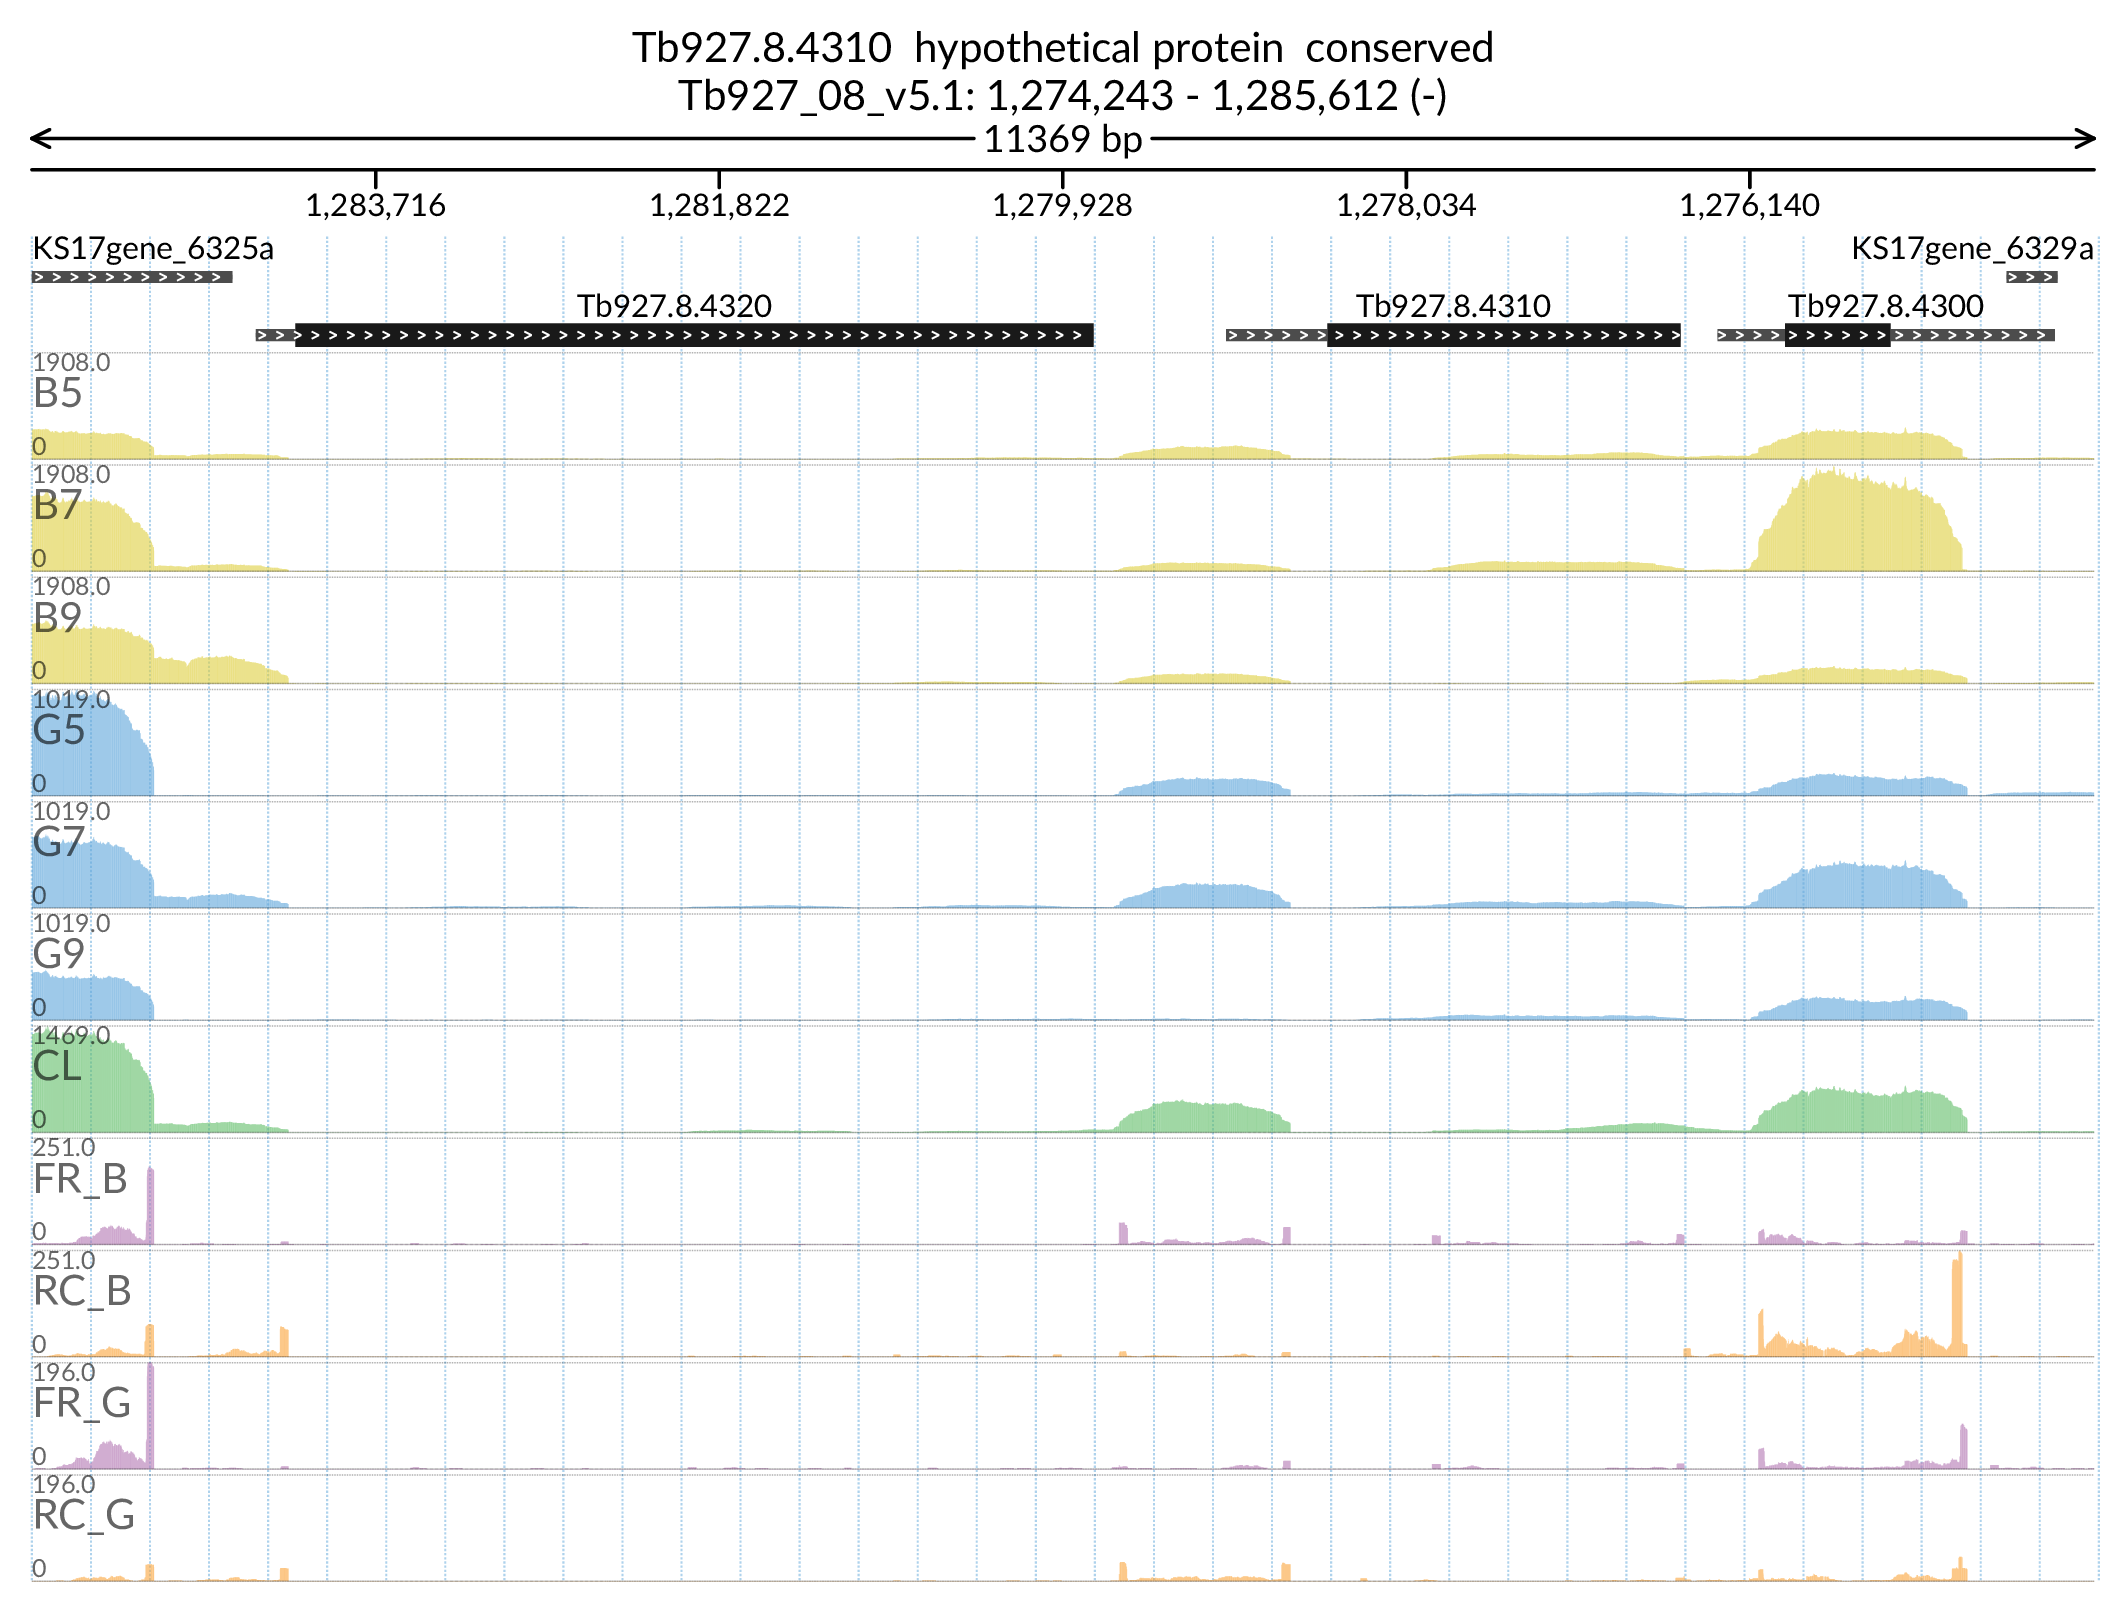 Tb927.8.4310  hypothetical protein  conserved
Tb927_08_v5.1: 1,274,243 - 1,285,612 (-)
11369 bp
1,283,716 1,281,822 1,279,928 1,278,034 1,276,140
KS17gene_6325a KS17gene_6329a
Tb927.8.4320 Tb927.8.4310 Tb927.8.4300
1908.0
B5
0
1908.0
B7
0
1908.0
B9
0
1019.0
G5
0
1019.0
G7
0
1019.0
G9
0
1469.0
CL
0
251.0
FR_B
0
251.0
RC_B
0
196.0
FR_G
0
196.0
RC_G
0